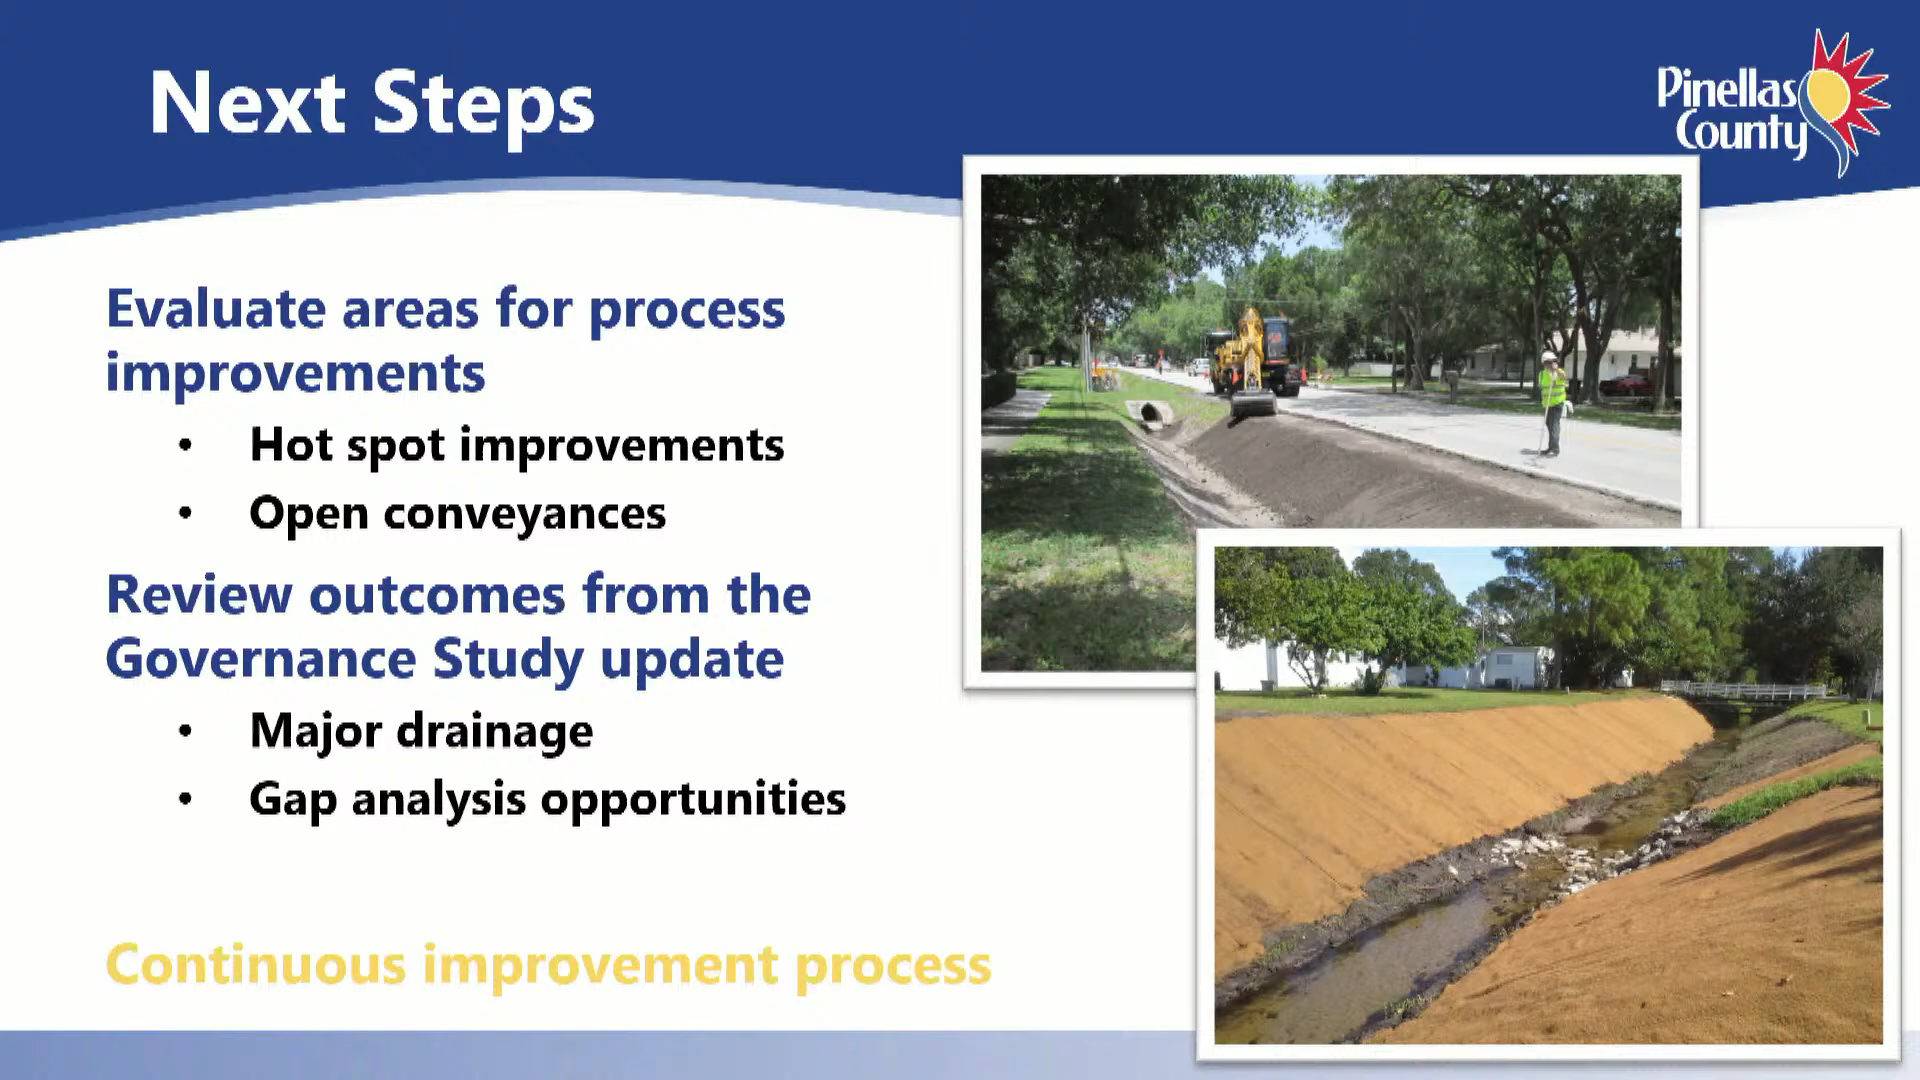 Next Steps
Pinellas
County
Evaluate areas for process
improvements
• Hot spot improvements
• Open conveyances
Review outcomes from the
Governance Study update
• Major drainage
• Gap analysis opportunities
Continuous improvement process